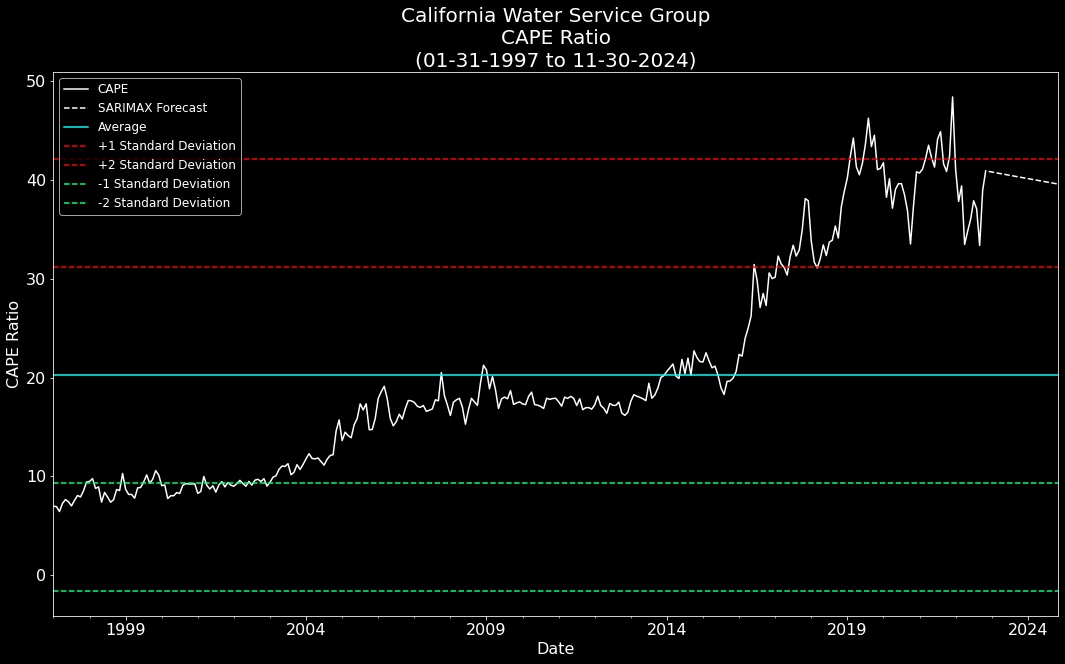 California Water Service Group
CAPE Ratio
(01-31-1997 to 11-30-2024)
CAPE
SARIMAX Forecast
Average
+1 Standard Deviation
+2 Standard Deviation
-1 Standard Deviation
-2 Standard Deviation
CAPE Ratio
50
40
30
20
10
0
1999 2004 2009 2014 2019 2024
Date